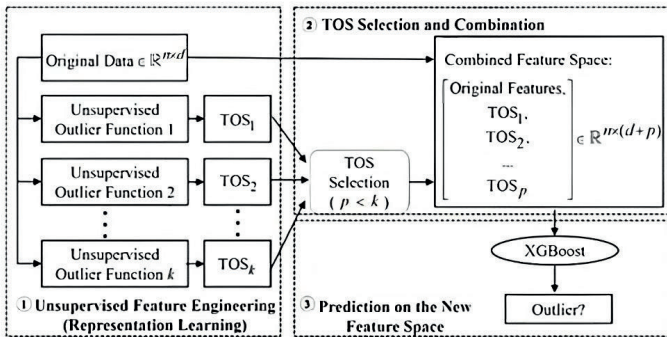 ② TOS Selection and Combination
Original Data ∈ ℝ^{n×d}
Unsupervised
Outlier Function 1
TOS₁
Unsupervised
Outlier Function 2
TOS₂
Unsupervised
Outlier Function k
TOSₖ
① Unsupervised Feature Engineering
(Representation Learning)
TOS
Selection
( p < k )
Combined Feature Space:
Original Features,
TOS₁,
TOS₂,
...
TOSₚ
∈ ℝ^{n×(d+p)}
XGBoost
Outlier?
③ Prediction on the New
Feature Space